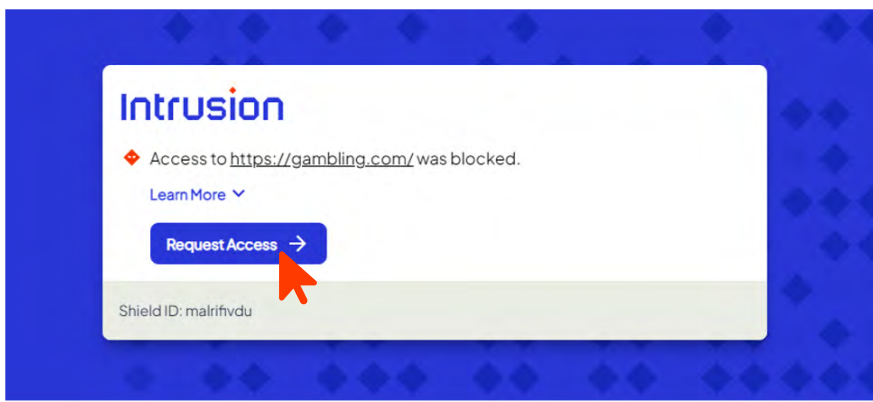 Intrusion
Access to https://gambling.com/ was blocked.
Learn More
Request Access
Shield ID: malrifivdu